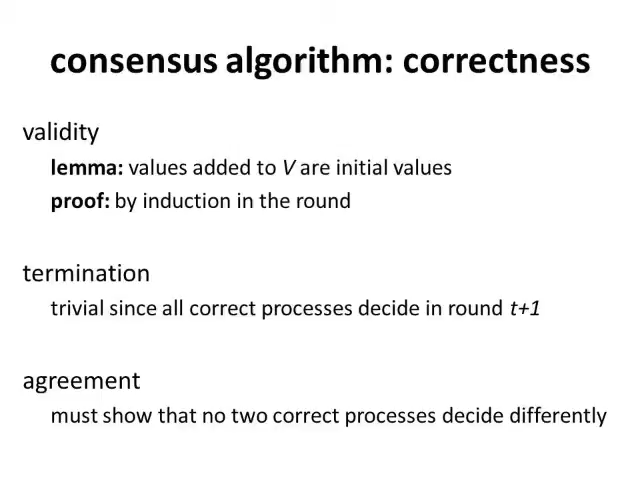 consensus algorithm: correctness
validity
lemma: values added to V are initial values
proof: by induction in the round
termination
trivial since all correct processes decide in round t+1
agreement
must show that no two correct processes decide differently